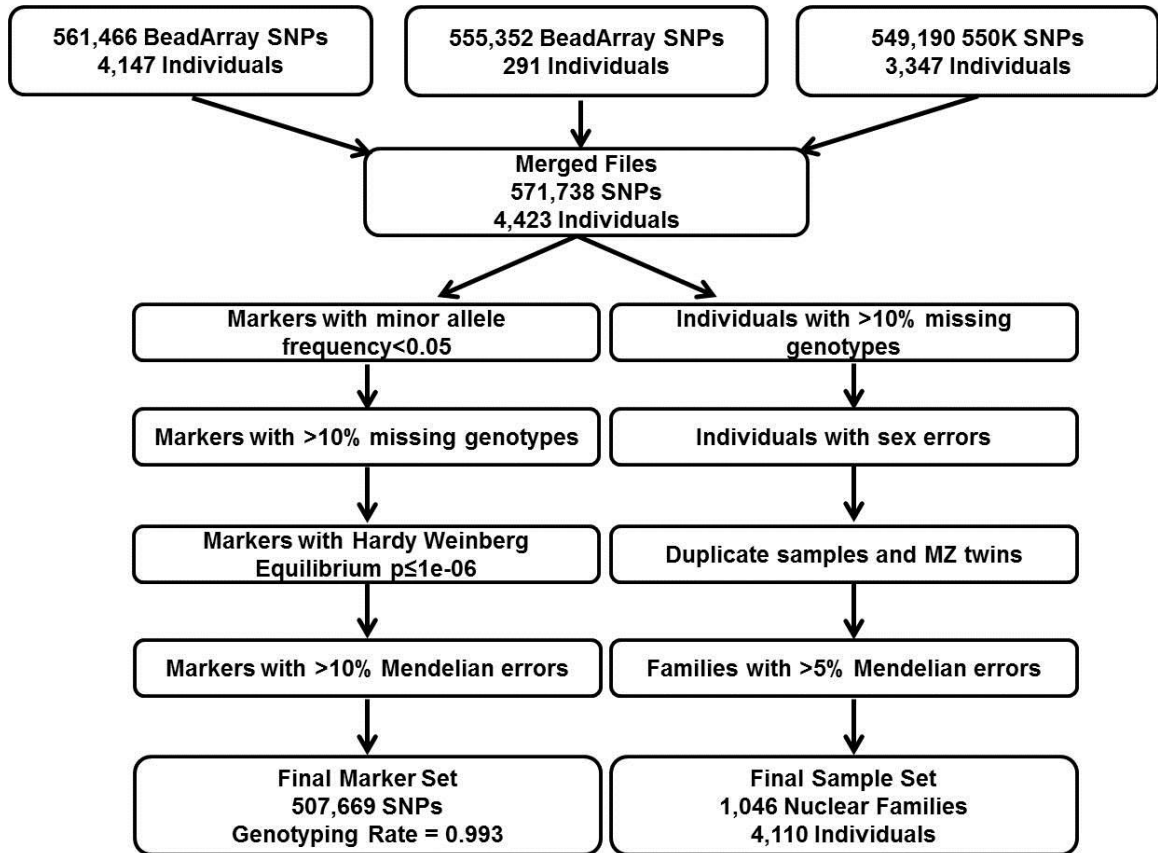 561,466 BeadArray SNPs
4,147 Individuals
555,352 BeadArray SNPs
291 Individuals
549,190 550K SNPs
3,347 Individuals
Merged Files
571,738 SNPs
4,423 Individuals
Markers with minor allele
frequency<0.05
Markers with >10% missing genotypes
Markers with Hardy Weinberg
Equilibrium p≤1e-06
Markers with >10% Mendelian errors
Final Marker Set
507,669 SNPs
Genotyping Rate = 0.993
Individuals with >10% missing
genotypes
Individuals with sex errors
Duplicate samples and MZ twins
Families with >5% Mendelian errors
Final Sample Set
1,046 Nuclear Families
4,110 Individuals